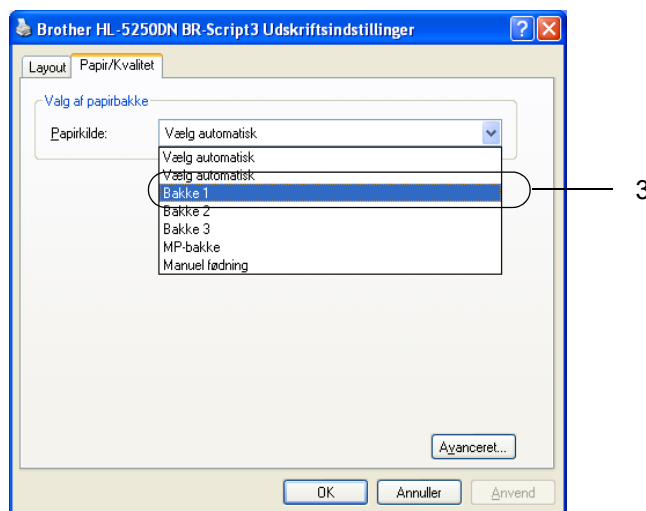 Brother HL-5250DN BR-Script3 Udskriftsindstillinger
Layout Papir/Kvalitet
Valg af papirbakke
Papirkilde: Vælg automatisk
Vælg automatisk
Vælg automatisk
Bakke 1 3
Bakke 2
Bakke 3
MP-bakke
Manuel fødning
Avanceret...
OK Annuller Anvend